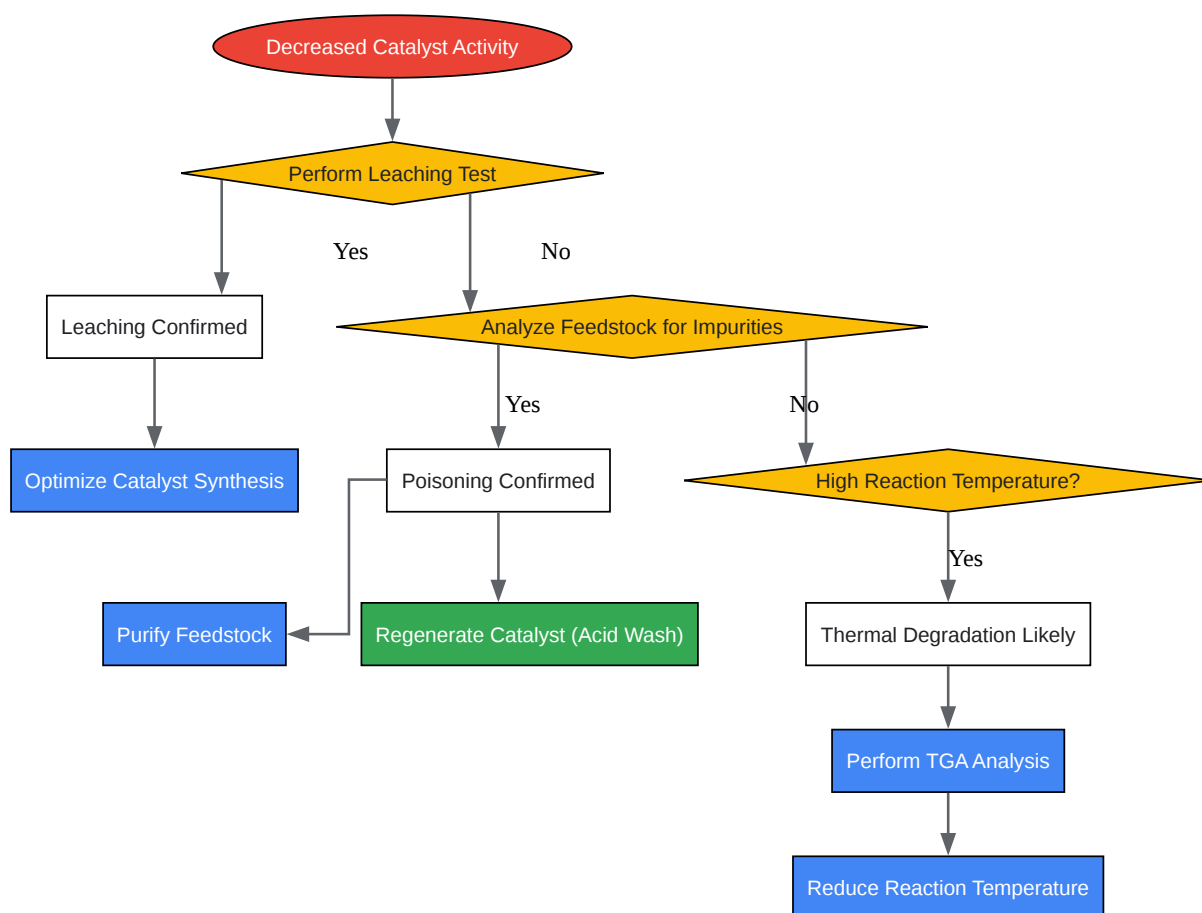 Decreased Catalyst Activity
Perform Leaching Test
Yes
No
Leaching Confirmed
Analyze Feedstock for Impurities
Yes
No
Optimize Catalyst Synthesis
Poisoning Confirmed
High Reaction Temperature?
Yes
Purify Feedstock
Regenerate Catalyst (Acid Wash)
Thermal Degradation Likely
Perform TGA Analysis
Reduce Reaction Temperature